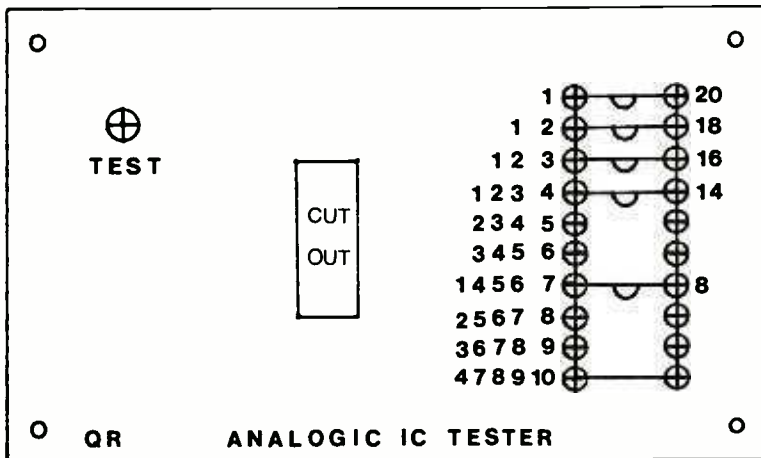 1 20
1 2 18
TEST 1 2 3 16
1 2 3 4 14
CUT 2 3 4 5
OUT 3 4 5 6
1 4 5 6 7 8
2 5 6 7 8
3 6 7 8 9
4 7 8 9 10
QR ANALOGIC IC TESTER